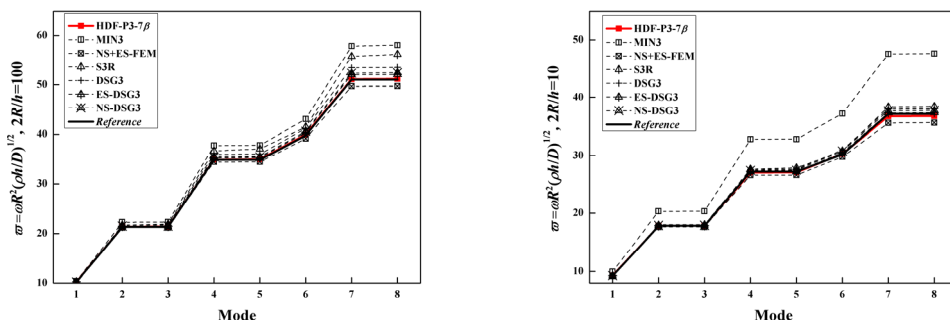 ϖ=ωR²(ρh/D)^1/2, 2R/h=100
60
50
40
30
20
10
HDF-P3-7β
MIN3
NS+ES-FEM
S3R
DSG3
ES-DSG3
NS-DSG3
Reference
1 2 3 4 5 6 7 8
Mode
ϖ=ωR²(ρh/D)^1/2, 2R/h=10
50
40
30
20
10
HDF-P3-7β
MIN3
NS+ES-FEM
S3R
DSG3
ES-DSG3
NS-DSG3
Reference
1 2 3 4 5 6 7 8
Mode